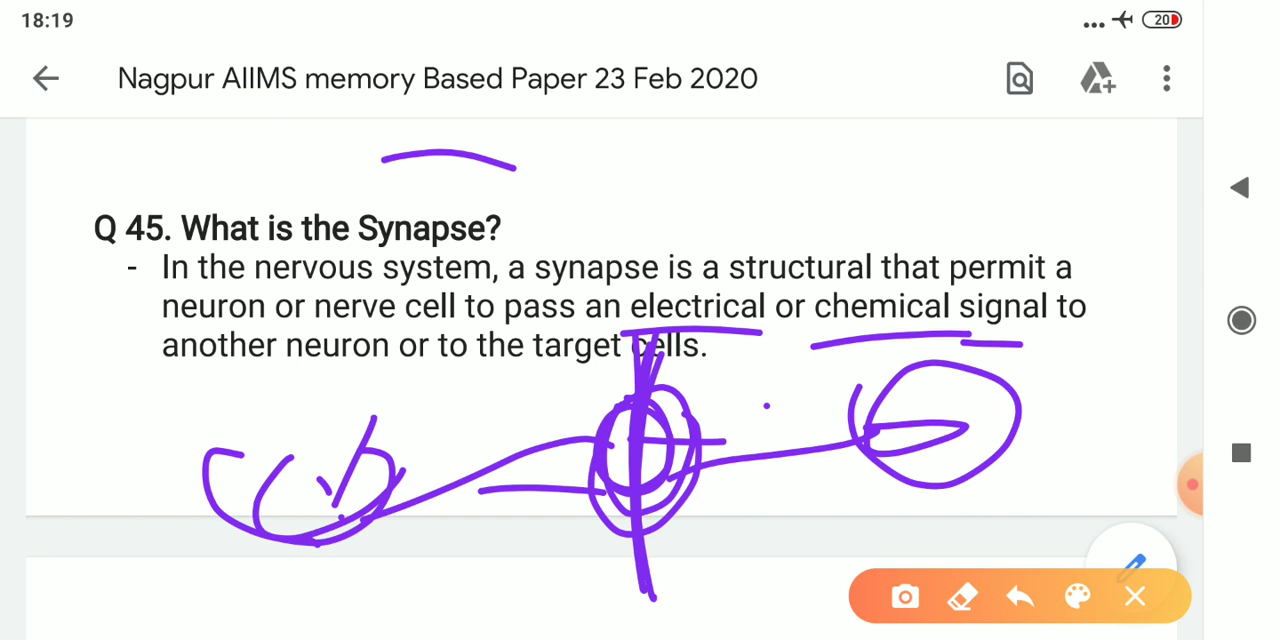 18:19
20
Nagpur AIIMS memory Based Paper 23 Feb 2020
Q 45. What is the Synapse?
- In the nervous system, a synapse is a structural that permit a
neuron or nerve cell to pass an electrical or chemical signal to
another neuron or to the target cells.